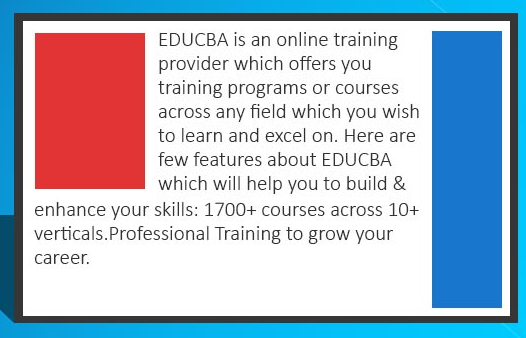 EDUCBA is an online training
provider which offers you
training programs or courses
across any field which you wish
to learn and excel on. Here are
few features about EDUCBA
which will help you to build &
enhance your skills: 1700+ courses across 10+
verticals.Professional Training to grow your
career.